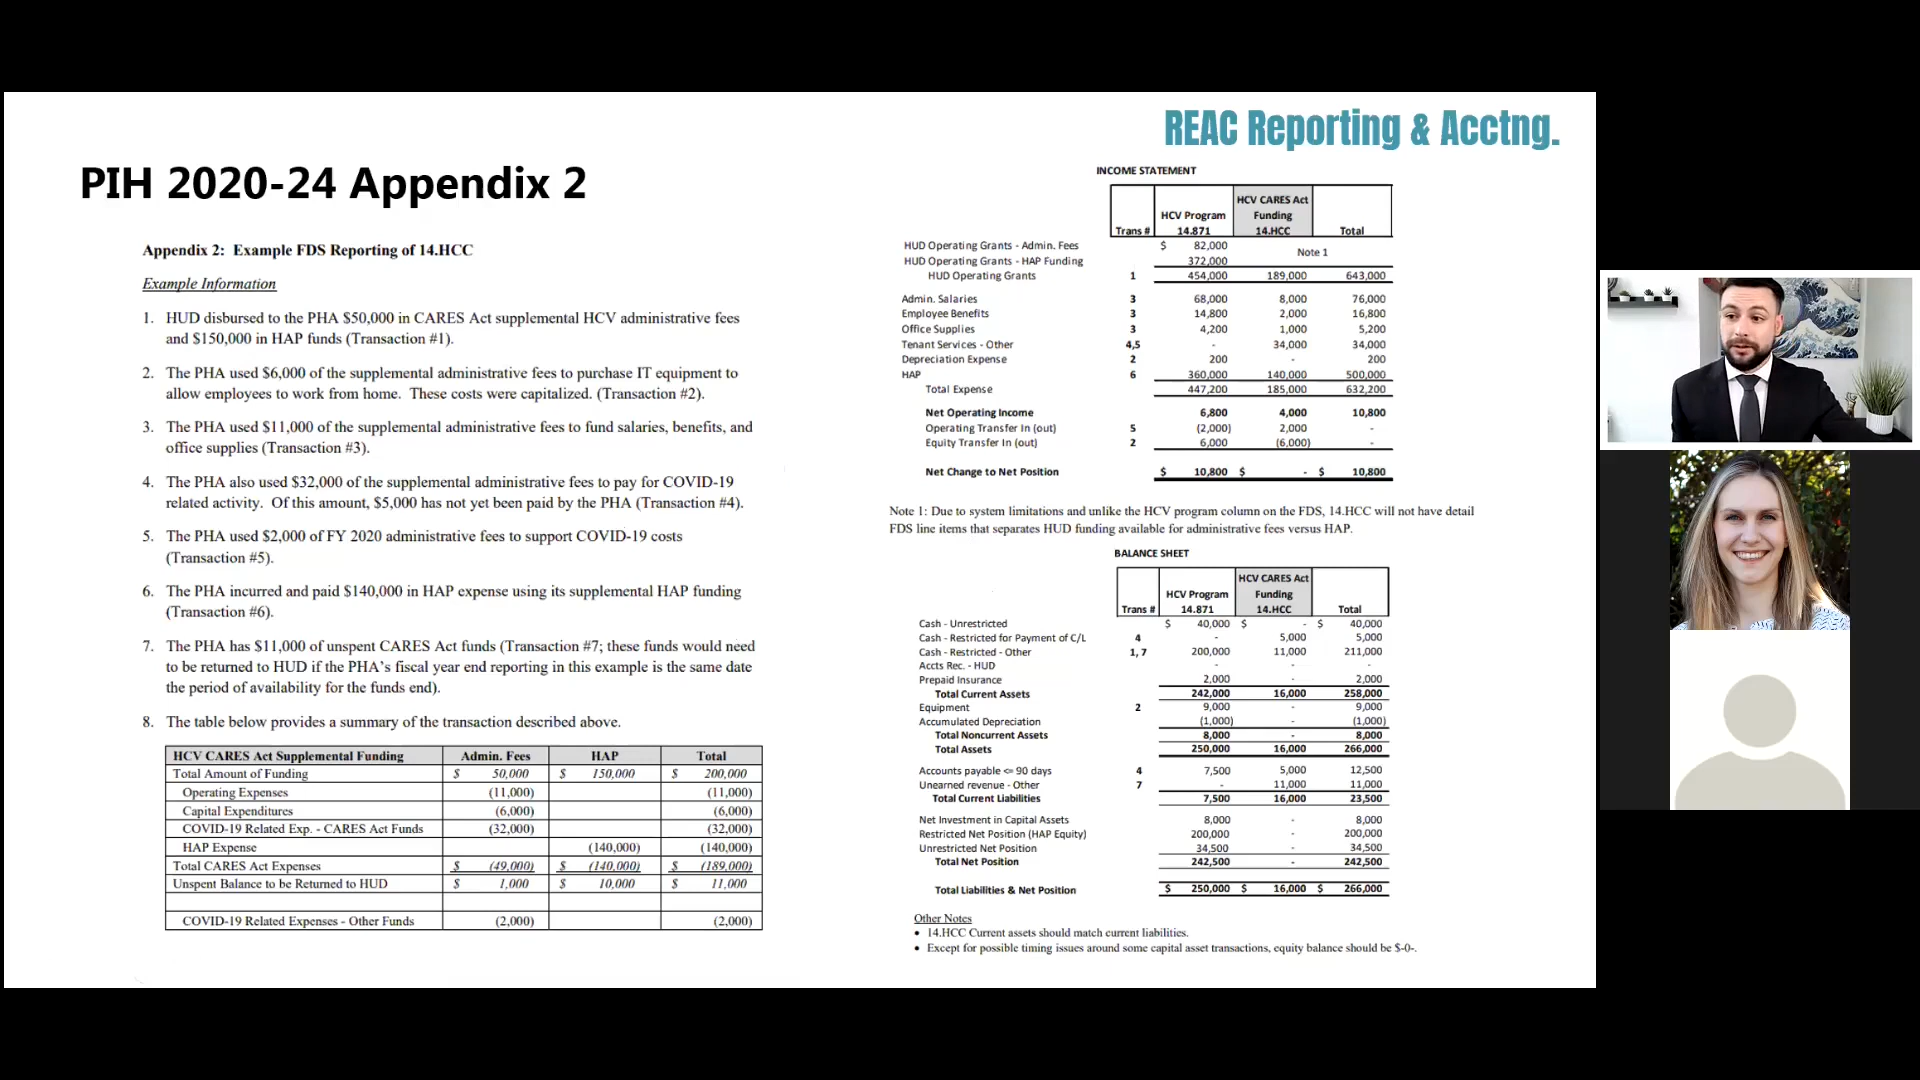 REAC Reporting & Acctng.
PIH 2020-24 Appendix 2
Appendix 2: Example FDS Reporting of 14.HCC
Example Information
1. HUD disbursed to the PHA $50,000 in CARES Act supplemental HCV administrative fees
and $150,000 in HAP funds (Transaction #1).
2. The PHA used $6,000 of the supplemental administrative fees to purchase IT equipment to
allow employees to work from home. These costs were capitalized. (Transaction #2).
3. The PHA used $11,000 of the supplemental administrative fees to fund salaries, benefits, and
office supplies (Transaction #3).
4. The PHA also used $32,000 of the supplemental administrative fees to pay for COVID-19
related activity. Of this amount, $5,000 has not yet been paid by the PHA (Transaction #4).
5. The PHA used $2,000 of FY 2020 administrative fees to support COVID-19 costs
(Transaction #5).
6. The PHA incurred and paid $140,000 in HAP expense using its supplemental HAP funding
(Transaction #6).
7. The PHA has $11,000 of unspent CARES Act funds (Transaction #7; these funds would need
to be returned to HUD if the PHA's fiscal year end reporting in this example is the same date
the period of availability for the funds end).
8. The table below provides a summary of the transaction described above.
HCV CARES Act Supplemental Funding Admin. Fees HAP Total
Total Amount of Funding $ 50,000 $ 150,000 $ 200,000
Operating Expenses (11,000) (11,000)
Capital Expenditures (6,000) (6,000)
COVID-19 Related Exp. - CARES Act Funds (32,000) (32,000)
HAP Expense (140,000) (140,000)
Total CARES Act Expenses $ (49,000) $ (140,000) $ (189,000)
Unspent Balance to be Returned to HUD $ 1,000 $ 10,000 $ 11,000
COVID-19 Related Expenses - Other Funds (2,000) (2,000)
INCOME STATEMENT
HCV CARES Act
HCV Program Funding
Trans # 14.871 14.HCC Total
HUD Operating Grants - Admin. Fees $ 82,000
Note 1
HUD Operating Grants - HAP Funding 372,000
HUD Operating Grants 1 454,000 189,000 643,000
Admin. Salaries 3 68,000 8,000 76,000
Employee Benefits 3 14,800 2,000 16,800
Office Supplies 3 4,200 1,000 5,200
Tenant Services - Other 4,5 - 34,000 34,000
Depreciation Expense 2 200 - 200
HAP 6 360,000 140,000 500,000
Total Expense 447,200 185,000 632,200
Net Operating Income 6,800 4,000 10,800
Operating Transfer In (out) 5 (2,000) 2,000 -
Equity Transfer In (out) 2 6,000 (6,000) -
Net Change to Net Position $ 10,800 $ - $ 10,800
Note 1: Due to system limitations and unlike the HCV program column on the FDS, 14.HCC will not have detail
FDS line items that separates HUD funding available for administrative fees versus HAP.
BALANCE SHEET
HCV CARES Act
HCV Program Funding
Trans # 14.871 14.HCC Total
Cash - Unrestricted $ 40,000 $ - $ 40,000
Cash - Restricted for Payment of C/L 4 - 5,000 5,000
Cash - Restricted - Other 1, 7 200,000 11,000 211,000
Accts Rec. - HUD - - -
Prepaid Insurance 2,000 - 2,000
Total Current Assets 242,000 16,000 258,000
Equipment 2 9,000 - 9,000
Accumulated Depreciation (1,000) - (1,000)
Total Noncurrent Assets 8,000 - 8,000
Total Assets 250,000 16,000 266,000
Accounts payable <= 90 days 4 7,500 5,000 12,500
Unearned revenue - Other 7 - 11,000 11,000
Total Current Liabilities 7,500 16,000 23,500
Net Investment in Capital Assets 8,000 - 8,000
Restricted Net Position (HAP Equity) 200,000 - 200,000
Unrestricted Net Position 34,500 - 34,500
Total Net Position 242,500 - 242,500
Total Liabilities & Net Position $ 250,000 $ 16,000 $ 266,000
Other Notes
• 14.HCC Current assets should match current liabilities.
• Except for possible timing issues around some capital asset transactions, equity balance should be $-0-.